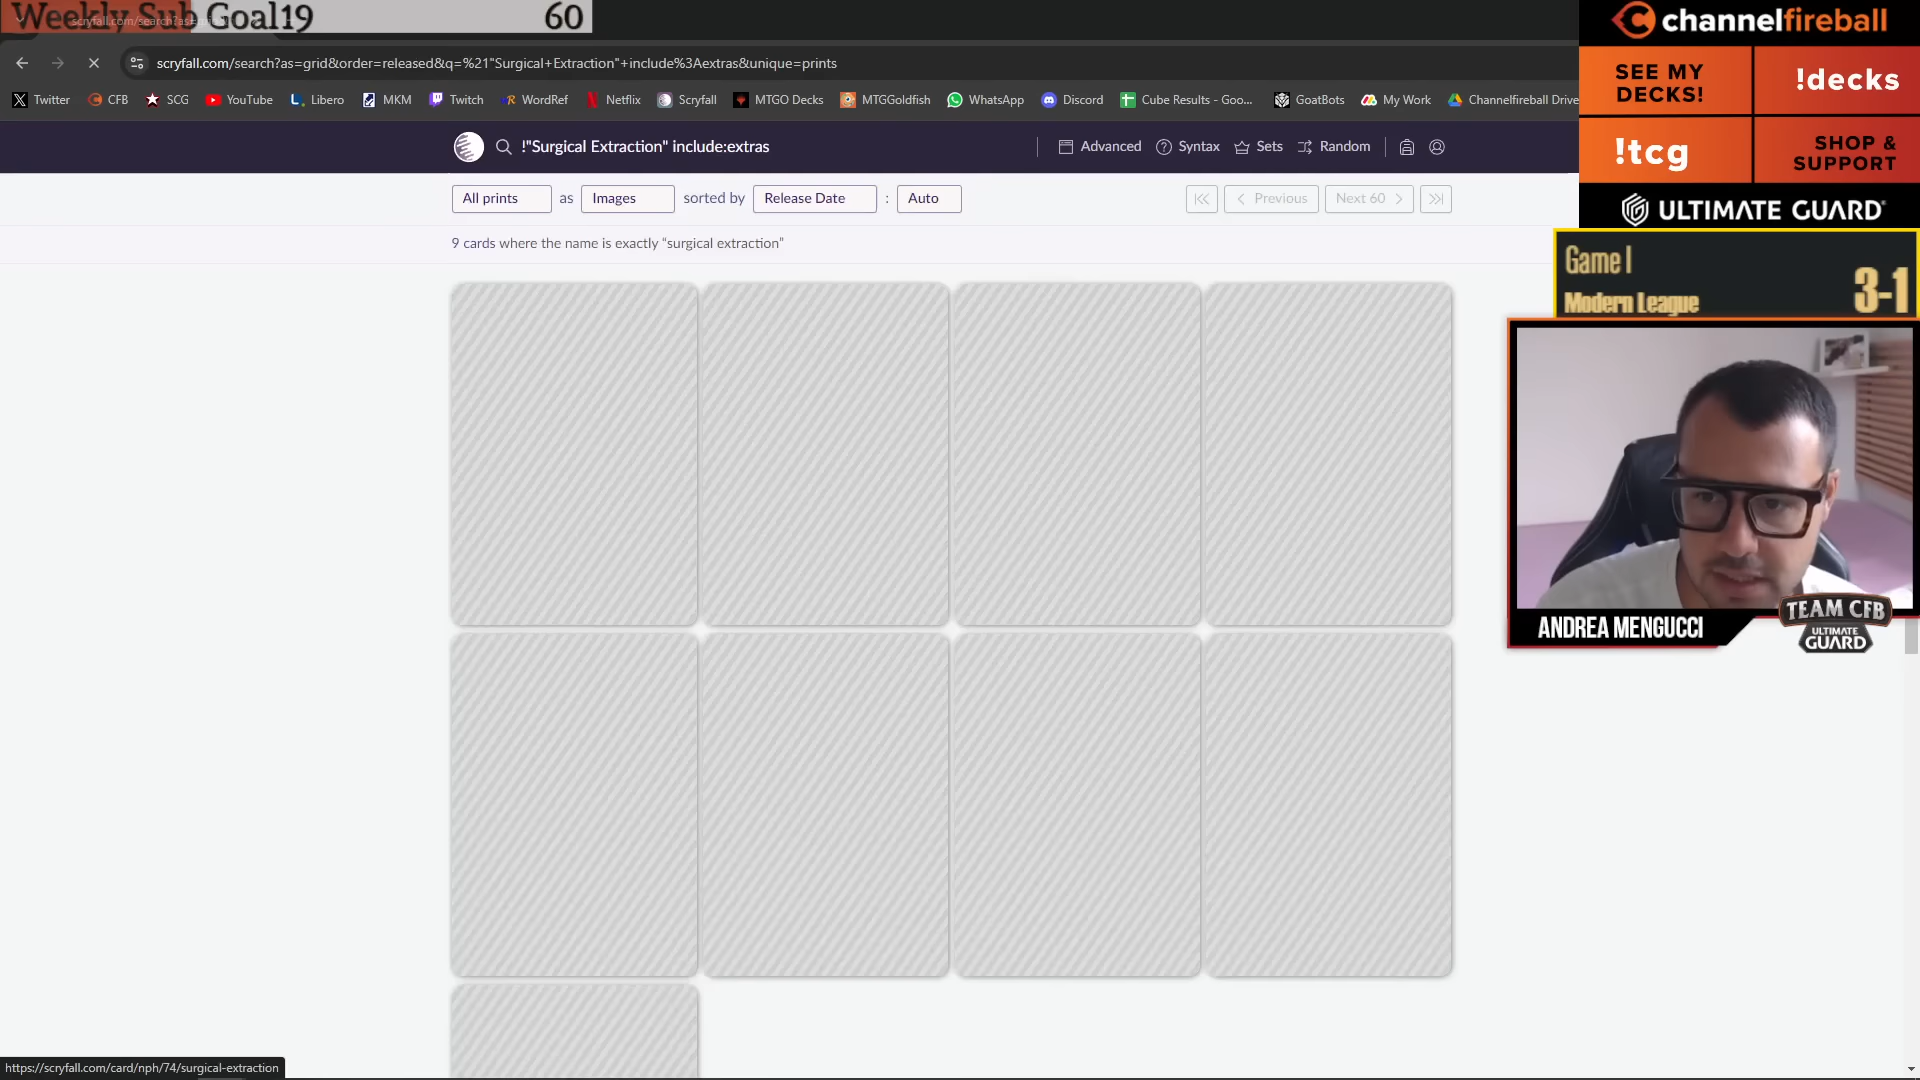 Weekly Sub Goal19 60
scryfall.com/search?as=grid&order=released&q=%21"Surgical+Extraction"+include%3Aextras&unique=prints
Twitter CFB SCG YouTube Libero MKM Twitch WordRef Netflix Scryfall MTGO Decks MTGGoldfish WhatsApp Discord Cube Results - Goo... GoatBots My Work Channelfireball Drive
!"Surgical Extraction" include:extras Advanced Syntax Sets Random
All prints as Images sorted by Release Date : Auto Previous Next 60
9 cards where the name is exactly “surgical extraction”
channelfireball
SEE MY DECKS!
!decks
!tcg
SHOP & SUPPORT
ULTIMATE GUARD
Game 1
Modern League 3-1
ANDREA MENGUCCI
TEAM CFB
ULTIMATE GUARD
https://scryfall.com/card/nph/74/surgical-extraction